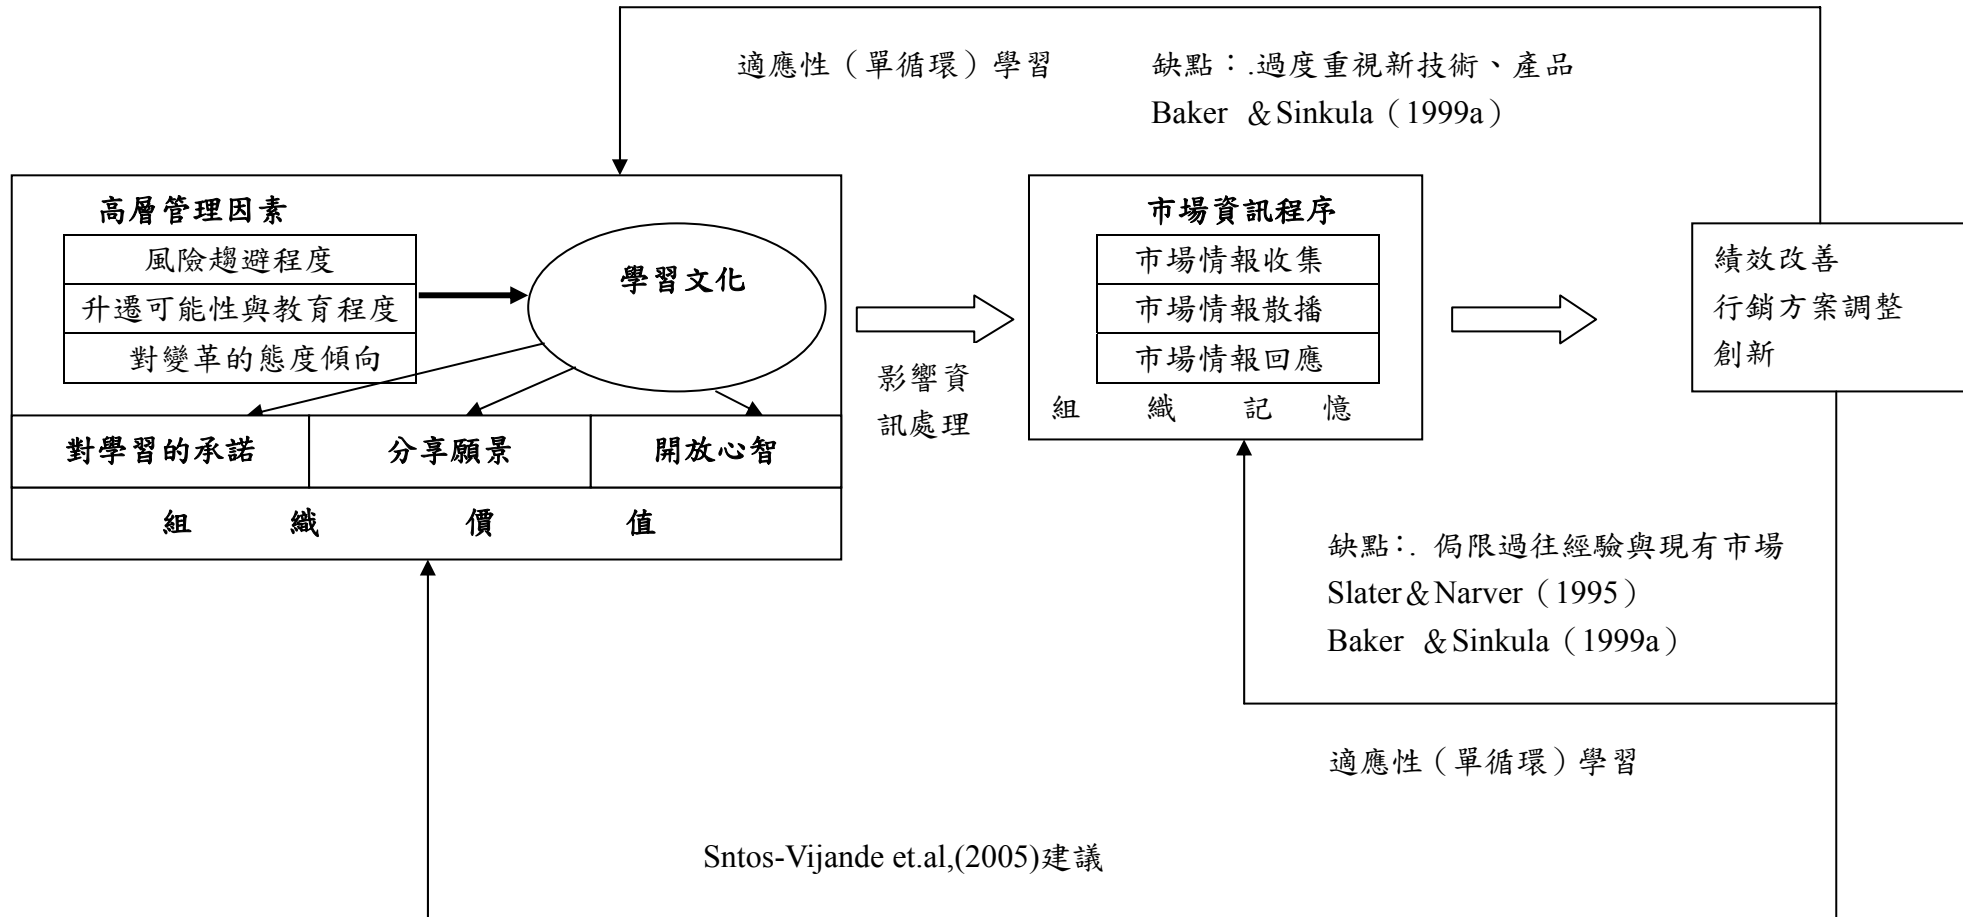 適應性（單循環）學習
缺點：.過度重視新技術、產品
Baker ＆Sinkula（1999a）
高層管理因素
風險趨避程度
升遷可能性與教育程度
對變革的態度傾向
學習文化
對學習的承諾
分享願景
開放心智
組 織 價 值
影響資
訊處理
市場資訊程序
市場情報收集
市場情報散播
市場情報回應
組 織 記 憶
績效改善
行銷方案調整
創新
缺點：. 侷限過往經驗與現有市場
Slater＆Narver（1995）
Baker ＆Sinkula（1999a）
適應性（單循環）學習
Sntos-Vijande et.al,(2005)建議